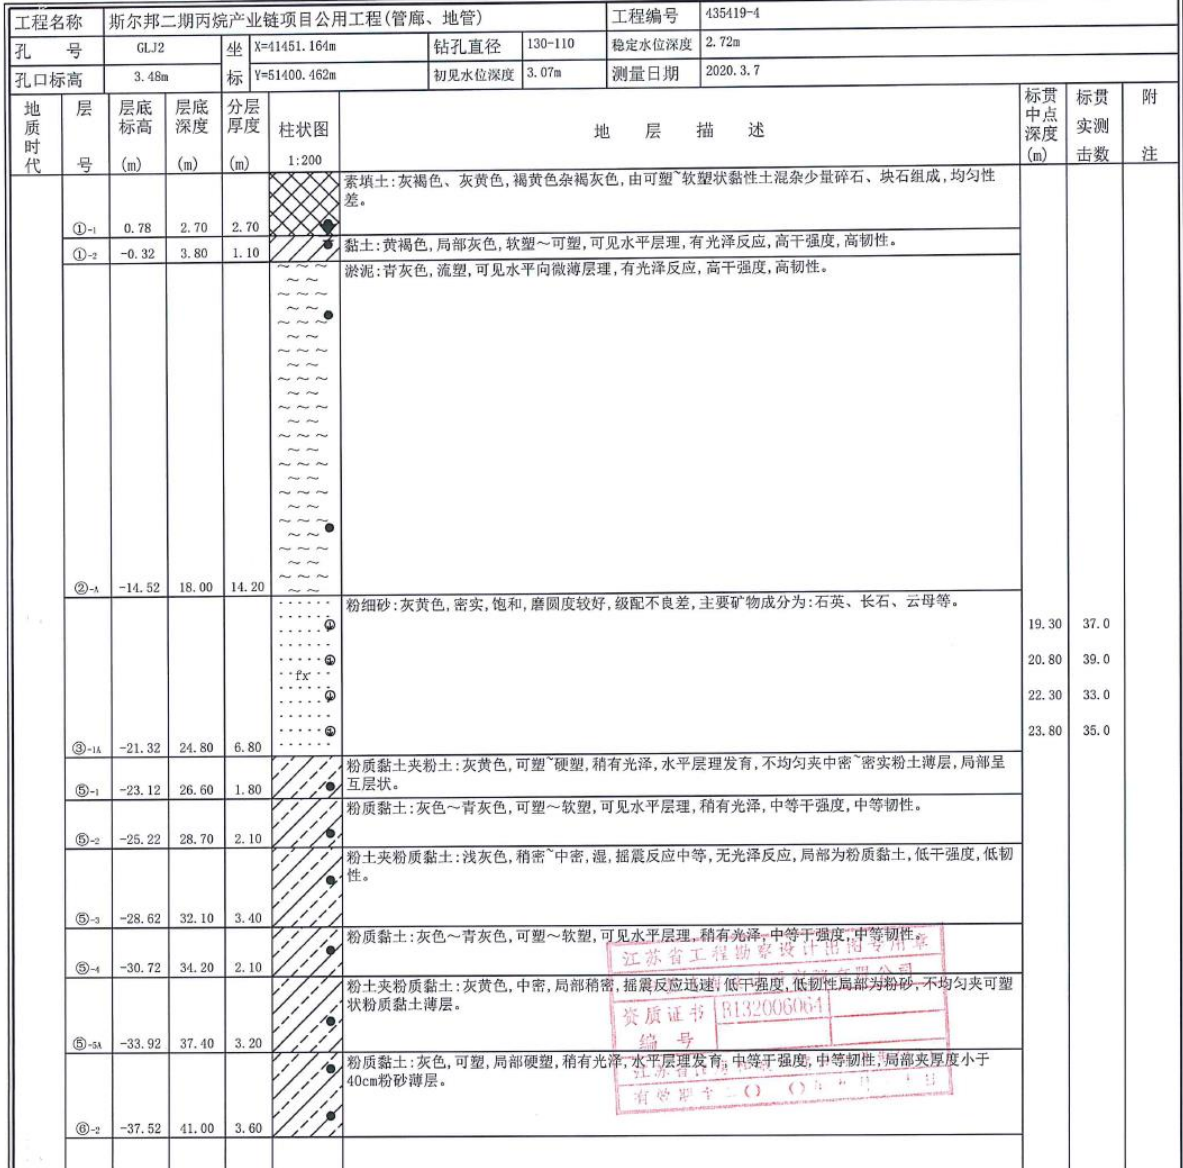 工程名称 斯尔邦二期丙烷产业链项目公用工程(管廊、地管) 工程编号 435419-4
孔 号 GLJ2 坐 X=41451.164m 钻孔直径 130-110 稳定水位深度 2.72m
孔口标高 3.48m 标 Y=51400.462m 初见水位深度 3.07m 测量日期 2020.3.7
地质时代 层号 层底标高(m) 层底深度(m) 分层厚度(m) 柱状图 1:200 地 层 描 述 标贯中点深度(m) 标贯实测击数 附注
素填土:灰褐色、灰黄色,褐黄色杂褐灰色,由可塑~软塑状黏性土混杂少量碎石、块石组成,均匀性
差。
①-1 0.78 2.70 2.70
黏土:黄褐色,局部灰色,软塑～可塑,可见水平层理,有光泽反应,高干强度,高韧性。
①-2 -0.32 3.80 1.10
淤泥:青灰色,流塑,可见水平向微薄层理,有光泽反应,高干强度,高韧性。
②-A -14.52 18.00 14.20
粉细砂:灰黄色,密实,饱和,磨圆度较好,级配不良差,主要矿物成分为:石英、长石、云母等。
19.30 37.0
20.80 39.0
fx
22.30 33.0
23.80 35.0
③-1A -21.32 24.80 6.80
粉质黏土夹粉土:灰黄色,可塑~硬塑,稍有光泽,水平层理发育,不均匀夹中密~密实粉土薄层,局部呈
互层状。
⑤-1 -23.12 26.60 1.80
粉质黏土:灰色～青灰色,可塑～软塑,可见水平层理,稍有光泽,中等干强度,中等韧性。
⑤-2 -25.22 28.70 2.10
粉土夹粉质黏土:浅灰色,稍密~中密,湿,摇震反应中等,无光泽反应,局部为粉质黏土,低干强度,低韧
性。
⑤-3 -28.62 32.10 3.40
粉质黏土:灰色～青灰色,可塑～软塑,可见水平层理,稍有光泽,中等干强度,中等韧性。
⑤-4 -30.72 34.20 2.10
粉土夹粉质黏土:灰黄色,中密,局部稍密,摇震反应迅速,低干强度,低韧性局部为粉砂,不均匀夹可塑
状粉质黏土薄层。
⑤-5A -33.92 37.40 3.20
粉质黏土:灰色,可塑,局部硬塑,稍有光泽,水平层理发育,中等干强度,中等韧性,局部夹厚度小于
40cm粉砂薄层。
⑥-2 -37.52 41.00 3.60
江苏省工程勘察设计出图专用章
资质证书 B132006064
编 号